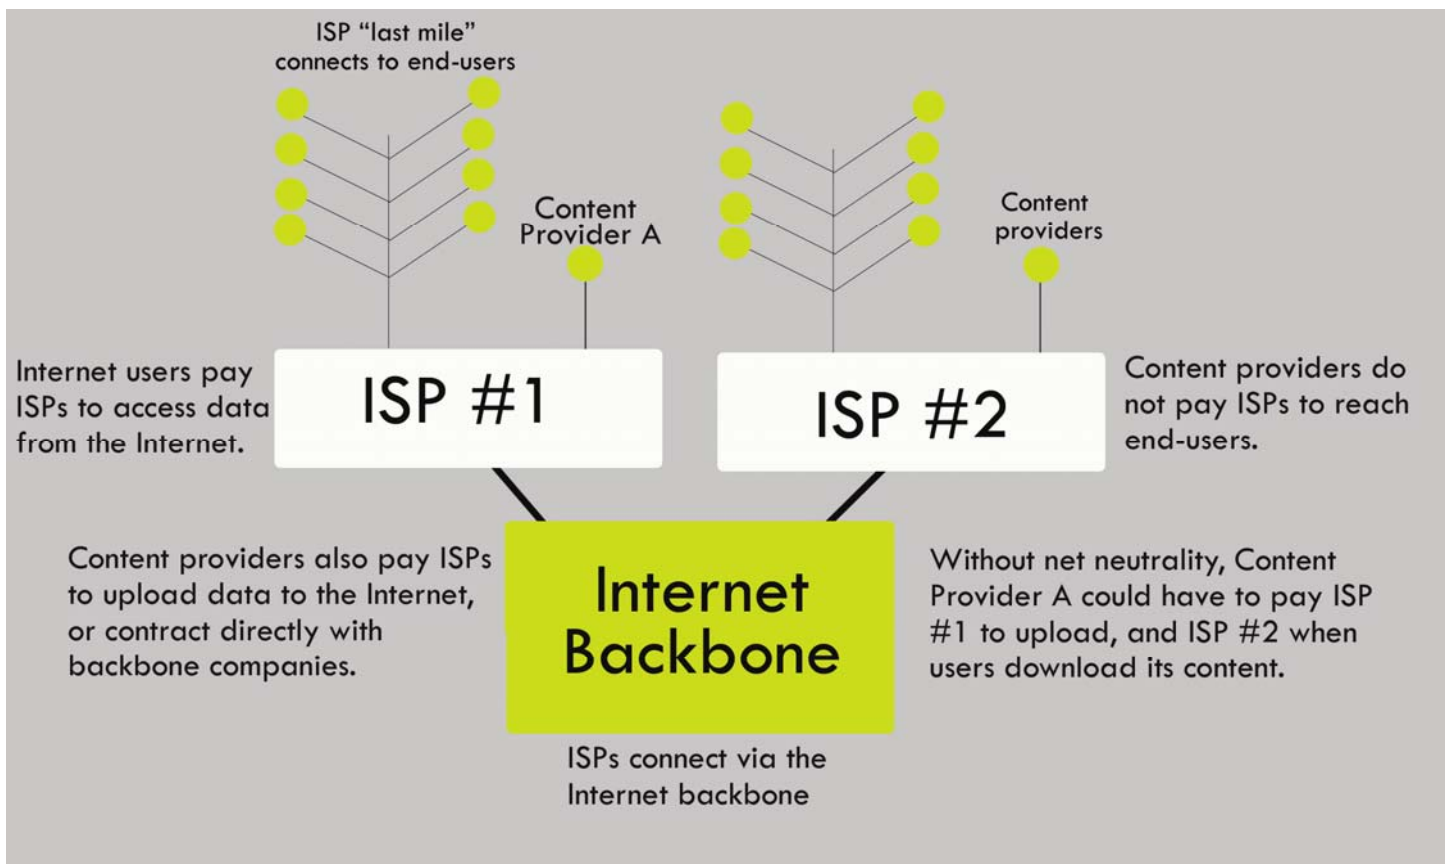 ISP “last mile”
connects to end-users
Content
Provider A
Content
providers
Internet users pay
ISPs to access data
from the Internet.
ISP #1
ISP #2
Content providers do
not pay ISPs to reach
end-users.
Content providers also pay ISPs
to upload data to the Internet,
or contract directly with
backbone companies.
Internet
Backbone
Without net neutrality, Content
Provider A could have to pay ISP
#1 to upload, and ISP #2 when
users download its content.
ISPs connect via the
Internet backbone